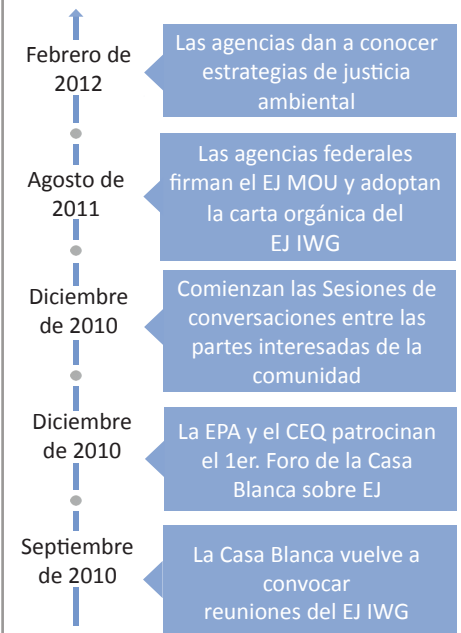 Febrero de
2012
Las agencias dan a conocer
estrategias de justicia
ambiental
Agosto de
2011
Las agencias federales
firman el EJ MOU y adoptan
la carta orgánica del
EJ IWG
Diciembre
de 2010
Comienzan las Sesiones de
conversaciones entre las
partes interesadas de la
comunidad
Diciembre
de 2010
La EPA y el CEQ patrocinan
el 1er. Foro de la Casa
Blanca sobre EJ
Septiembre
de 2010
La Casa Blanca vuelve a
convocar
reuniones del EJ IWG